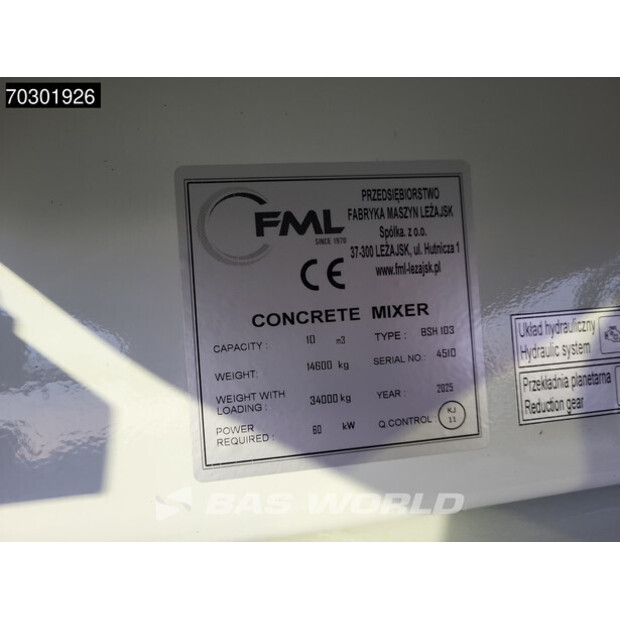 70301926
FML
SINCE 1970
PRZEDSIĘBIORSTWO
FABRYKA MASZYN LEŻAJSK
Spółka. z o.o.
37-300 LEŻAJSK, ul. Hutnicza 1
www.fml-lezajsk.pl
CE
CONCRETE MIXER
CAPACITY : 10 m3 TYPE : BSH 103
WEIGHT: 14600 kg SERIAL NO.: 4510
WEIGHT WITH
LOADING : 34000 kg YEAR : 2025
POWER
REQUIRED : 60 kW Q.CONTROL : KJ 11
Układ hydrauliczny
Hydraulic system
Przekładnia planetarna
Reduction gear
BAS WORLD